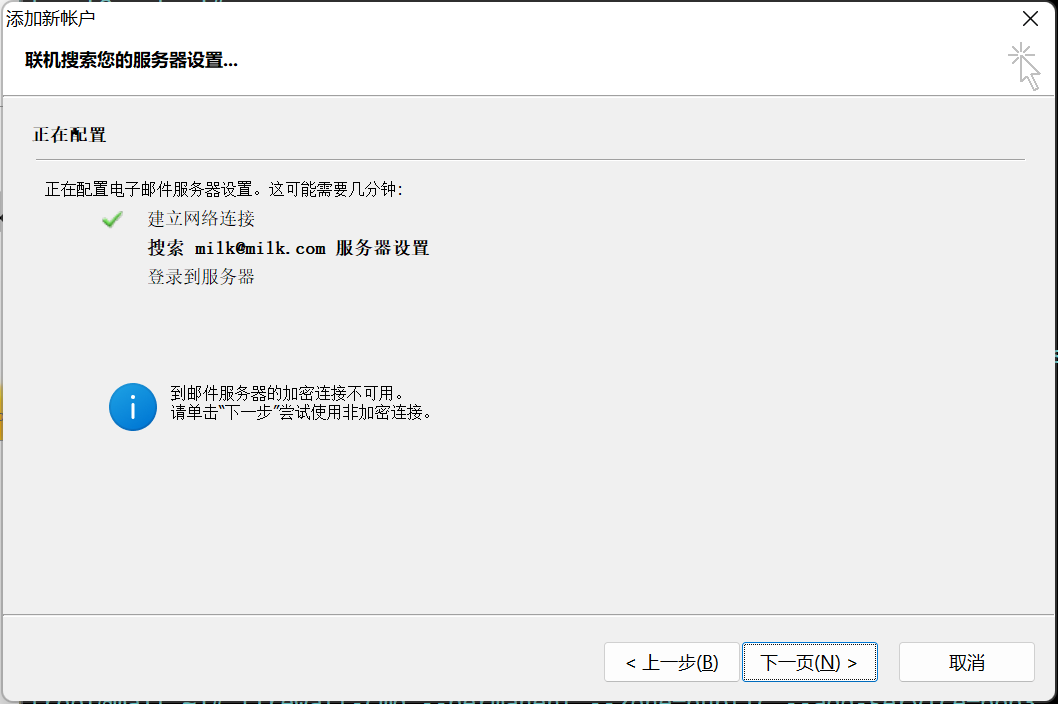 添加新帐户
联机搜索您的服务器设置...
正在配置
正在配置电子邮件服务器设置。这可能需要几分钟:
建立网络连接
搜索 milk@milk.com 服务器设置
登录到服务器
到邮件服务器的加密连接不可用。
请单击“下一步”尝试使用非加密连接。
< 上一步(B) 下一页(N) > 取消